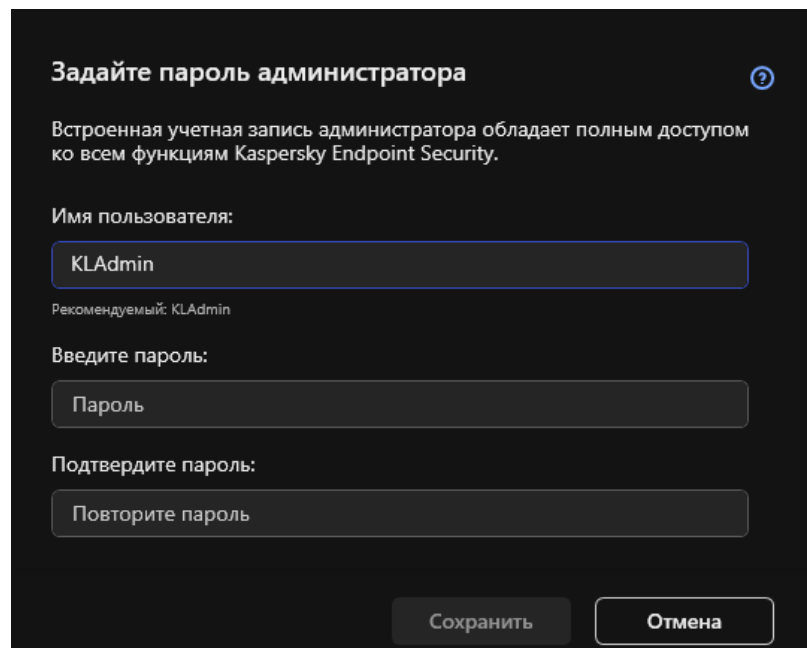 Задайте пароль администратора
?
Встроенная учетная запись администратора обладает полным доступом
ко всем функциям Kaspersky Endpoint Security.
Имя пользователя:
KLAdmin
Рекомендуемый: KLAdmin
Введите пароль:
Пароль
Подтвердите пароль:
Повторите пароль
Сохранить
Отмена